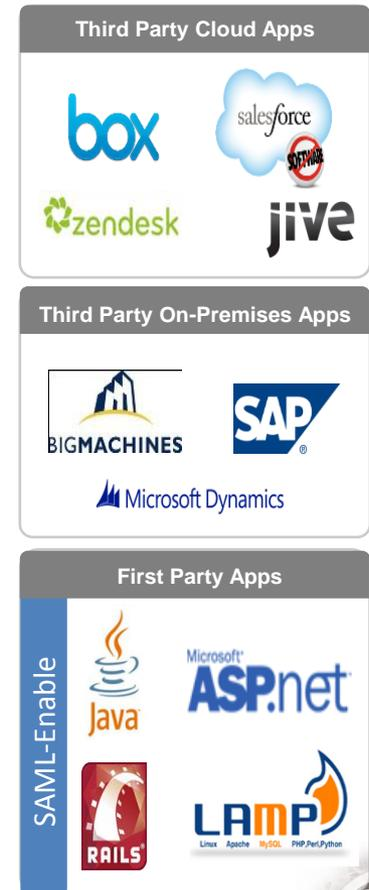 Third Party Cloud Apps
box
salesforce
SOFTWARE
zendesk
jive
Third Party On-Premises Apps
BIGMACHINES
SAP
®
Microsoft Dynamics
First Party Apps
SAML-Enable
Java
Microsoft®
ASP.net
RAILS
LAMP
Linux Apache MySQL PHP,Perl,Python